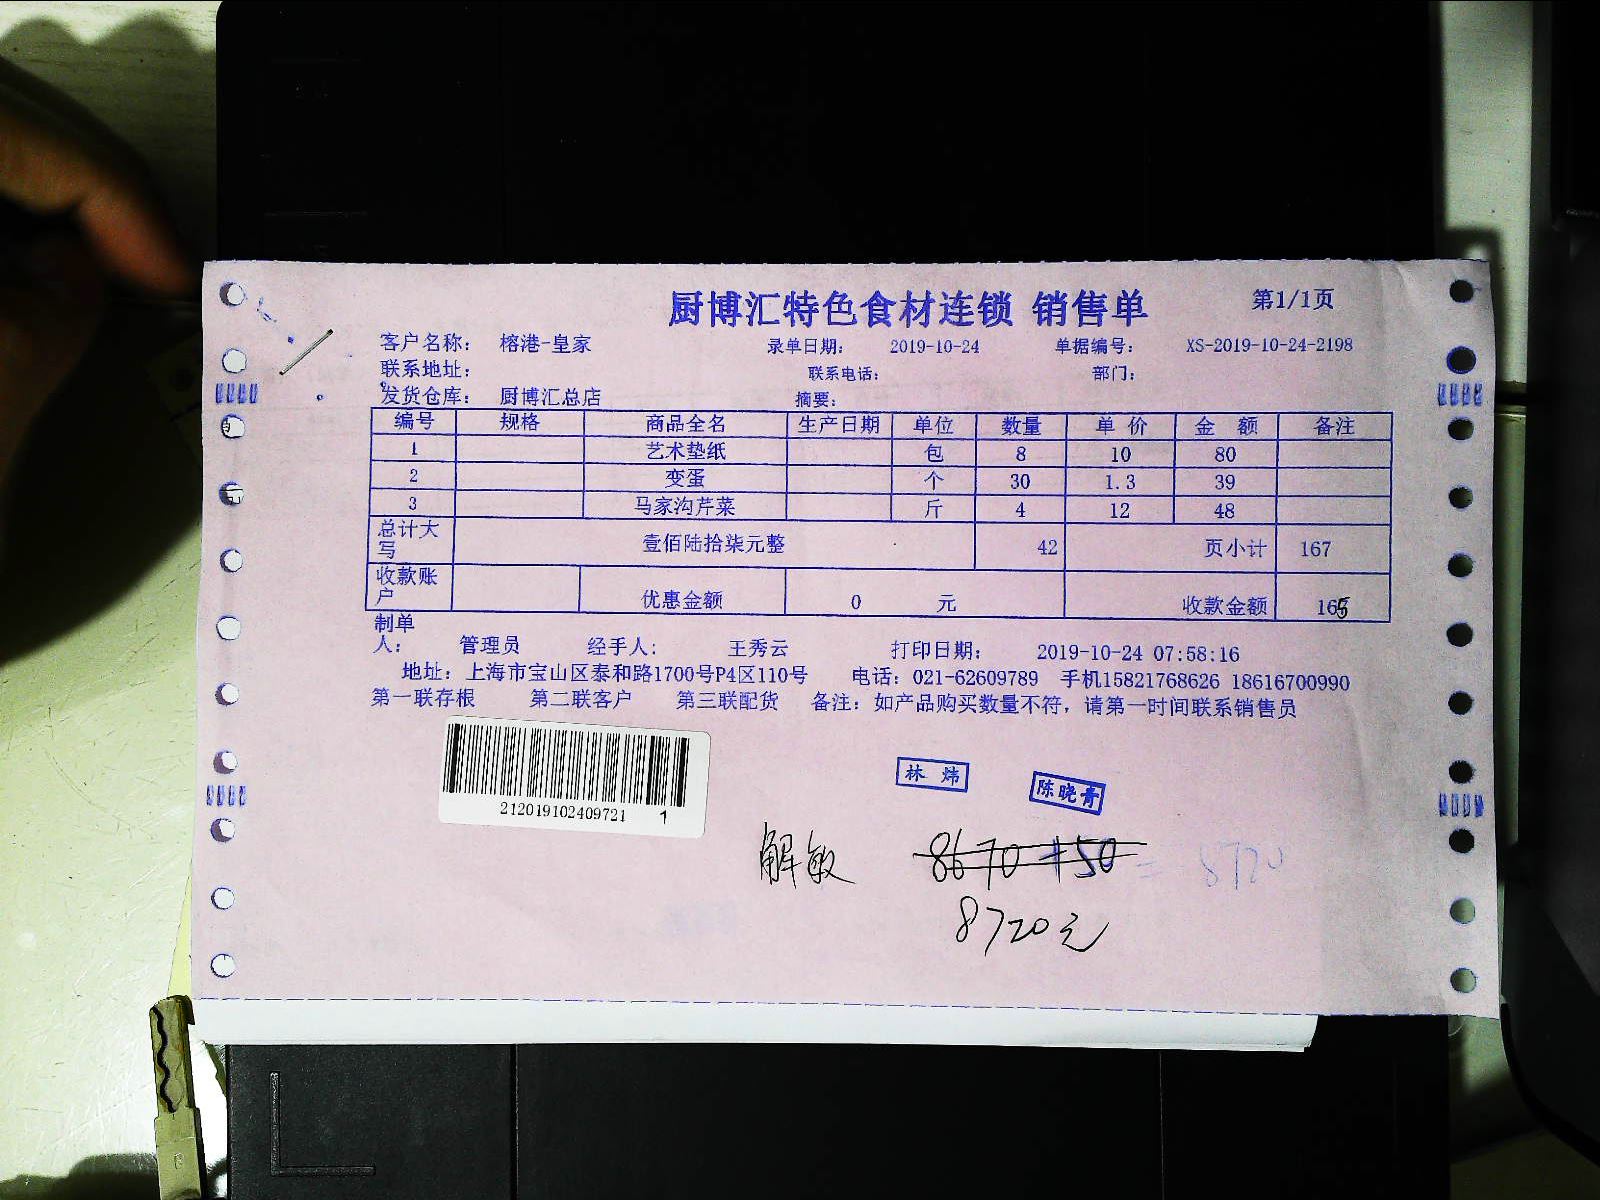 厨博汇特色食材连锁 销售单 第1/1页
客户名称: 榕港-皇家 录单日期: 2019-10-24 单据编号: XS-2019-10-24-2198
联系地址: 联系电话: 部门:
发货仓库: 厨博汇总店 摘要:
编号 规格 商品全名 生产日期 单位 数量 单 价 金 额 备注
1 艺术垫纸 包 8 10 80
2 变蛋 个 30 1.3 39
3 马家沟芹菜 斤 4 12 48
总计大写 壹佰陆拾柒元整 42 页小计 167
收款账户 优惠金额 0 元 收款金额 165
制单人: 管理员 经手人: 王秀云 打印日期: 2019-10-24 07:58:16
地址: 上海市宝山区泰和路1700号P4区110号 电话: 021-62609789 手机15821768626 18616700990
第一联存根 第二联客户 第三联配货 备注: 如产品购买数量不符, 请第一时间联系销售员
212019102409721 1
林炜 陈晓青
解敏 8670+50 = 8720
8720元